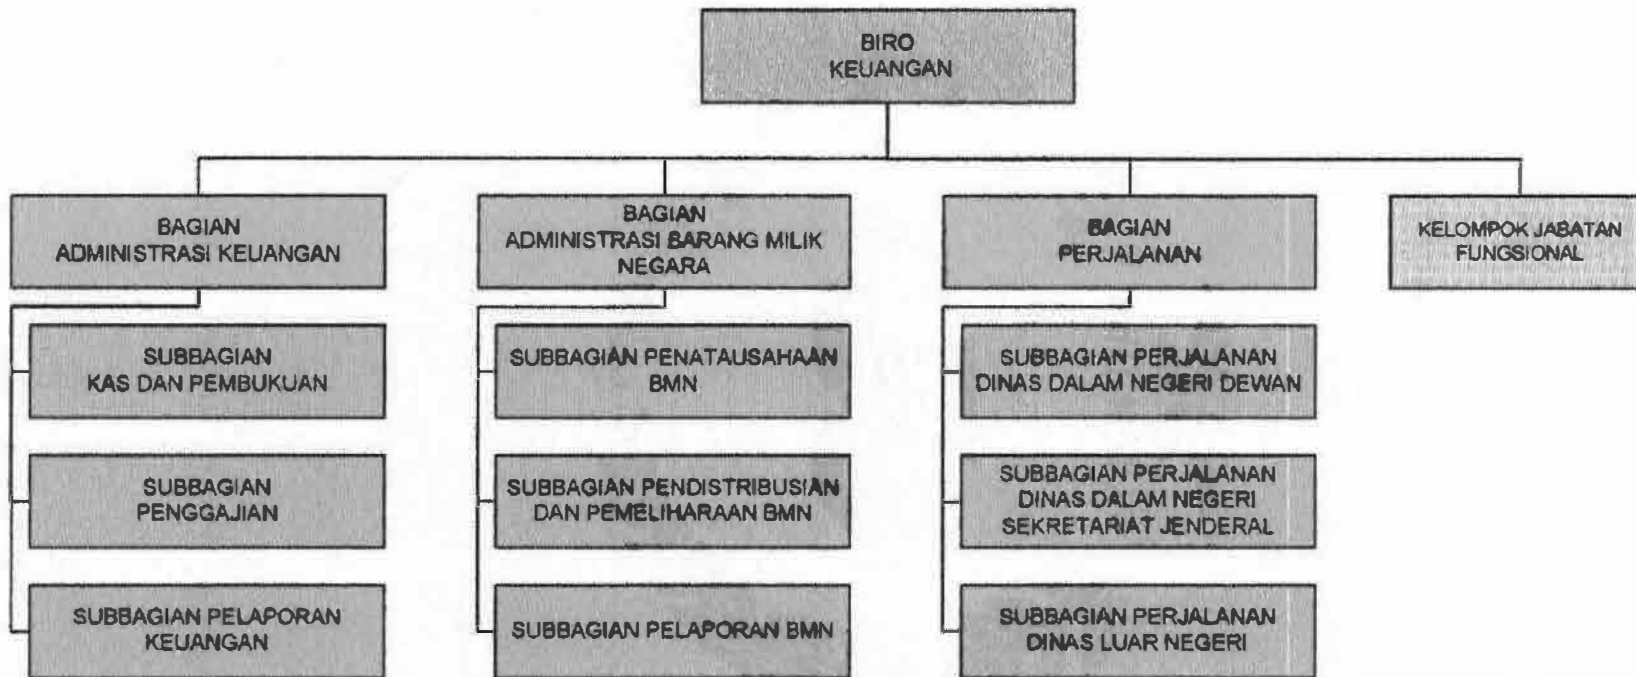 BIRO
KEUANGAN
BAGIAN
ADMINISTRASI KEUANGAN
BAGIAN
ADMINISTRASI BARANG MILIK
NEGARA
BAGIAN
PERJALANAN
KELOMPOK JABATAN
FUNGSIONAL
SUBBAGIAN
KAS DAN PEMBUKUAN
SUBBAGIAN PENATAUSAHAAN
BMN
SUBBAGIAN PERJALANAN
DINAS DALAM NEGERI DEWAN
SUBBAGIAN
PENGGAJIAN
SUBBAGIAN PENDISTRIBUSIAN
DAN PEMELIHARAAN BMN
SUBBAGIAN PERJALANAN
DINAS DALAM NEGERI
SEKRETARIAT JENDERAL
SUBBAGIAN PELAPORAN
KEUANGAN
SUBBAGIAN PELAPORAN BMN
SUBBAGIAN PERJALANAN
DINAS LUAR NEGERI